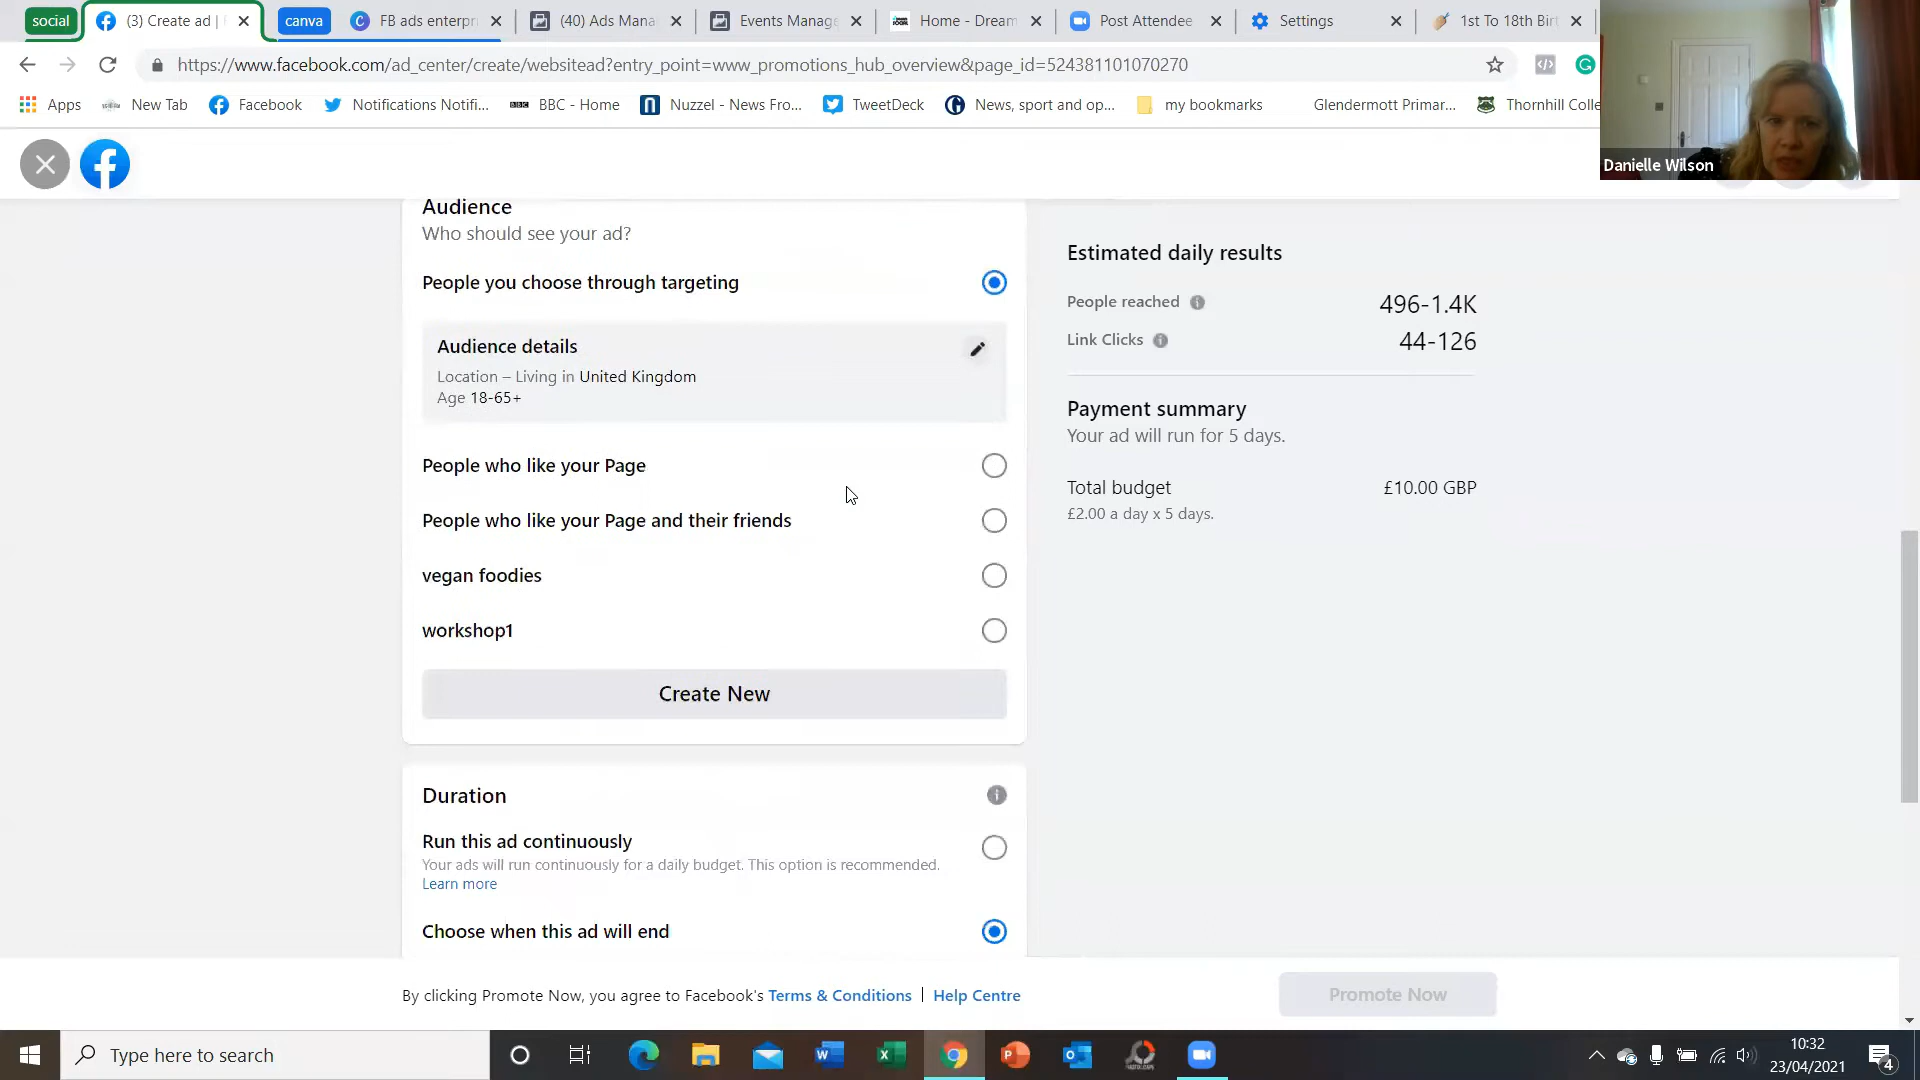 social
(3) Create ad |
canva
FB ads enterpri
(40) Ads Mana
Events Manage
Home - Dream
Post Attendee
Settings
1st To 18th Birt
https://www.facebook.com/ad_center/create/websitead?entry_point=www_promotions_hub_overview&page_id=524381101070270
Apps
New Tab
Facebook
Notifications Notifi...
BBC - Home
Nuzzel - News Fro...
TweetDeck
News, sport and op...
my bookmarks
Glendermott Primar...
Thornhill Colle
Danielle Wilson
Audience
Who should see your ad?
People you choose through targeting
Audience details
Location – Living in United Kingdom
Age 18-65+
People who like your Page
People who like your Page and their friends
vegan foodies
workshop1
Create New
Duration
Run this ad continuously
Your ads will run continuously for a daily budget. This option is recommended.
Learn more
Choose when this ad will end
Estimated daily results
People reached 496-1.4K
Link Clicks 44-126
Payment summary
Your ad will run for 5 days.
Total budget £10.00 GBP
£2.00 a day x 5 days.
By clicking Promote Now, you agree to Facebook's Terms & Conditions | Help Centre
Promote Now
Type here to search
10:32
23/04/2021
4